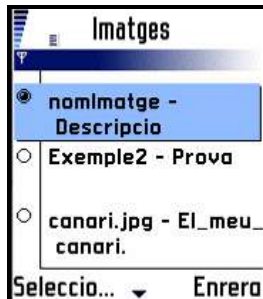 Imatges
nomImatge -
Descripcio
Exemple2 - Prova
canari.jpg - El_meu_
canari.
Seleccio... Enrera